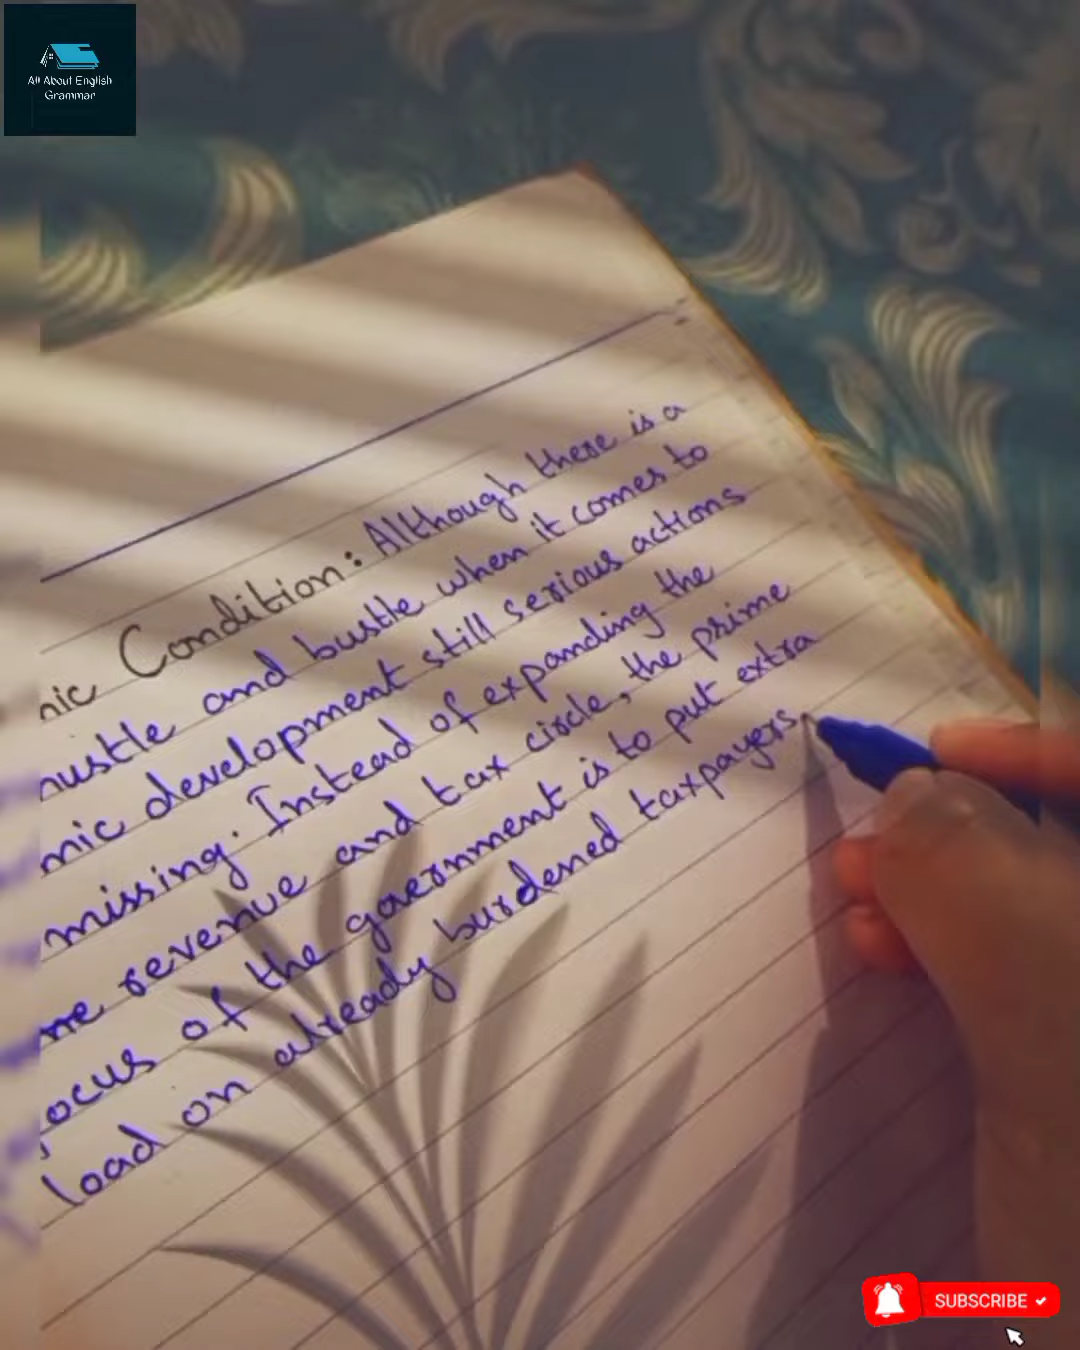 All About English
Grammar
nic Condition: Although there is a
hustle and bustle when it comes to
mic development still serious actions
missing. Instead of expanding the
revenue and tax circle, the prime
focus of the government is to put extra
load on already burdened taxpayers.
SUBSCRIBE